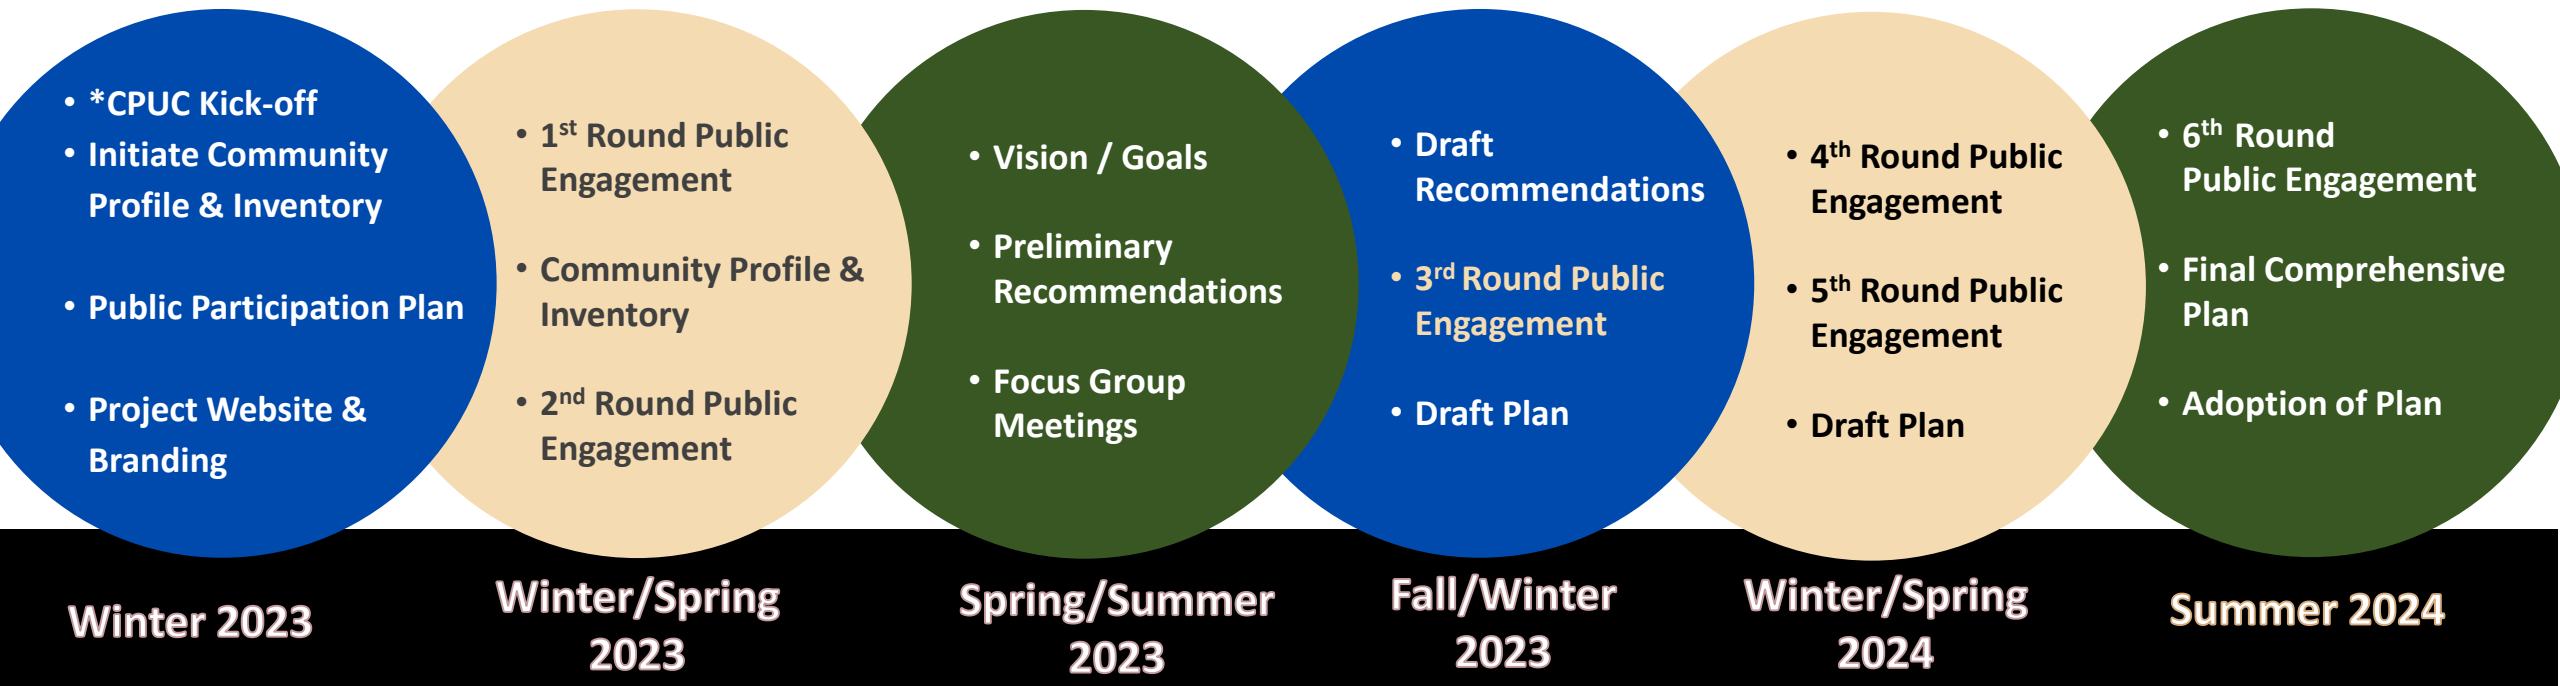 • *CPUC Kick-off
• Initiate Community
Profile & Inventory
• Public Participation Plan
• Project Website &
Branding
Winter 2023
• 1st Round Public
Engagement
• Community Profile &
Inventory
• 2nd Round Public
Engagement
Winter/Spring
2023
• Vision / Goals
• Preliminary
Recommendations
• Focus Group
Meetings
Spring/Summer
2023
• Draft
Recommendations
• 3rd Round Public
Engagement
• Draft Plan
Fall/Winter
2023
• 4th Round Public
Engagement
• 5th Round Public
Engagement
• Draft Plan
Winter/Spring
2024
• 6th Round
Public Engagement
• Final Comprehensive
Plan
• Adoption of Plan
Summer 2024